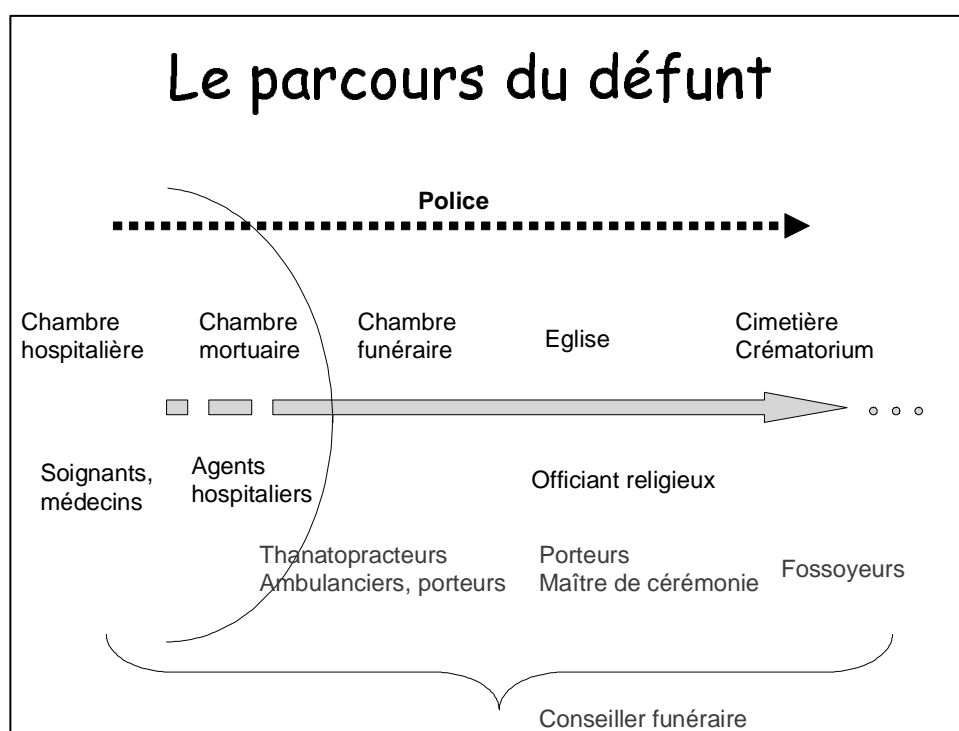 Le parcours du défunt
Police
Chambre
hospitalière
Chambre
mortuaire
Chambre
funéraire
Eglise
Cimetière
Crématorium
Soignants,
médecins
Agents
hospitaliers
Officiant religieux
Thanatopracteurs
Ambulanciers, porteurs
Porteurs
Maître de cérémonie
Fossoyeurs
Conseiller funéraire